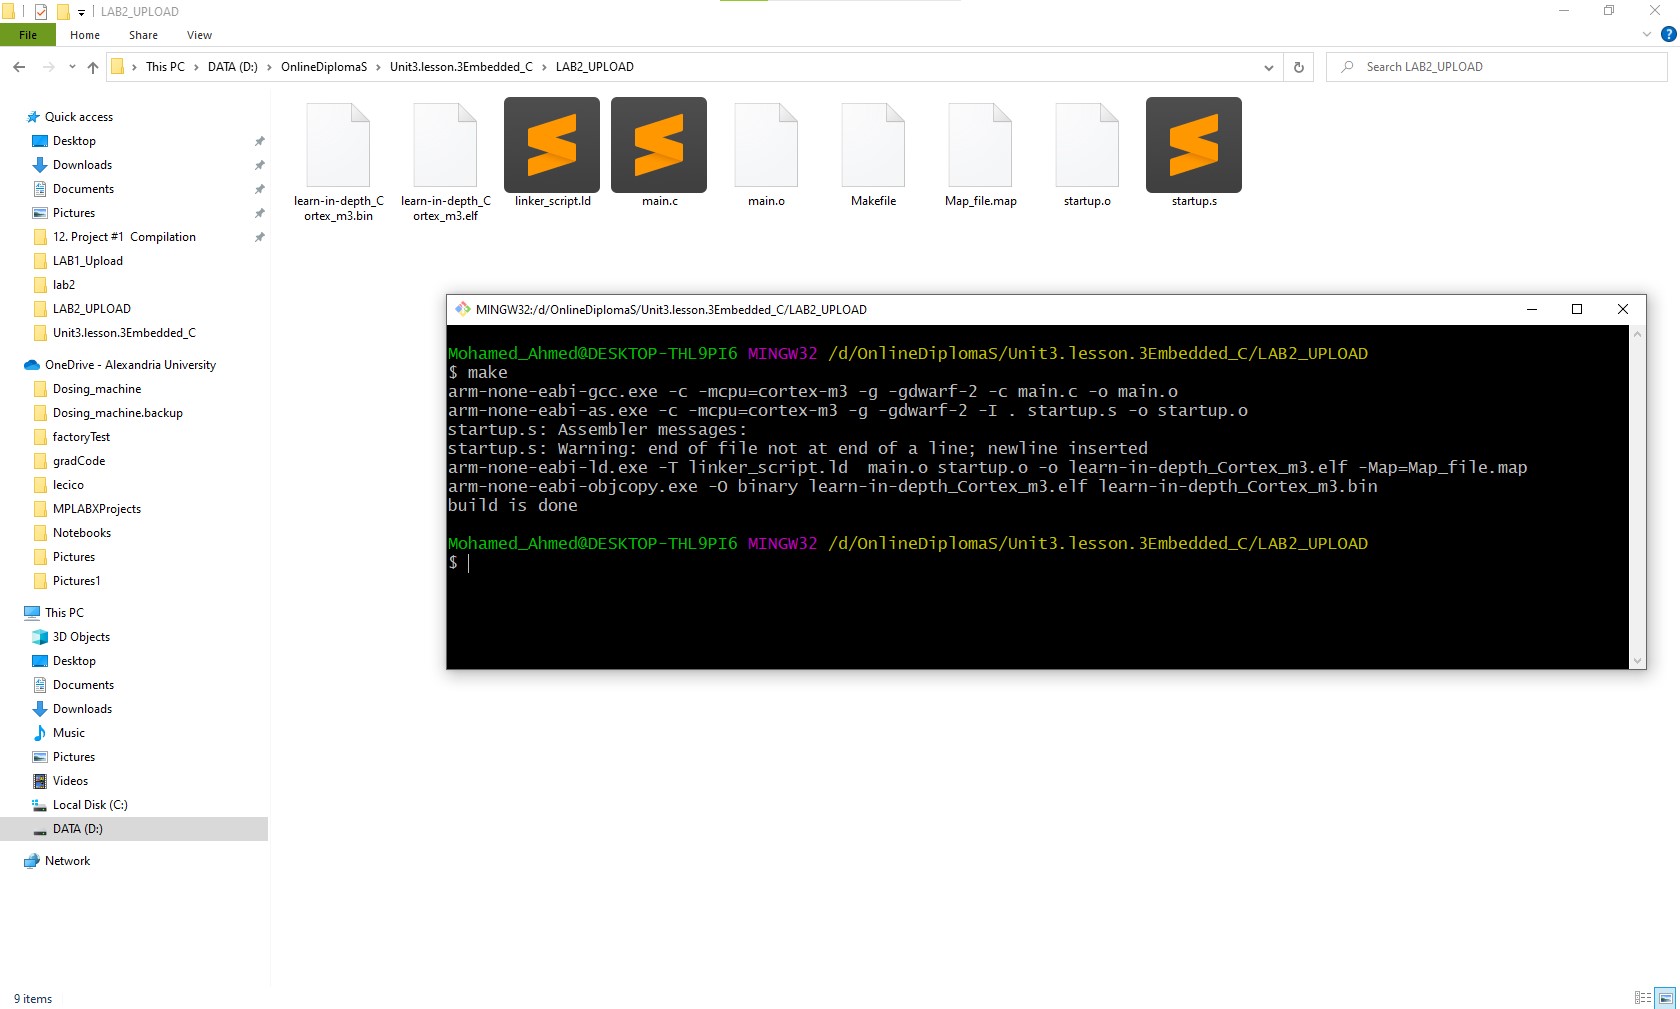 LAB2_UPLOAD
File Home Share View
This PC DATA (D:) OnlineDiplomaS Unit3.lesson.3Embedded_C LAB2_UPLOAD
Search LAB2_UPLOAD
Quick access
Desktop
Downloads
Documents
Pictures
12. Project #1  Compilation
LAB1_Upload
lab2
LAB2_UPLOAD
Unit3.lesson.3Embedded_C
OneDrive - Alexandria University
Dosing_machine
Dosing_machine.backup
factoryTest
gradCode
lecico
MPLABXProjects
Notebooks
Pictures
Pictures1
This PC
3D Objects
Desktop
Documents
Downloads
Music
Pictures
Videos
Local Disk (C:)
DATA (D:)
Network
learn-in-depth_C
ortex_m3.bin
learn-in-depth_C
ortex_m3.elf
linker_script.ld
main.c
main.o
Makefile
Map_file.map
startup.o
startup.s
MINGW32:/d/OnlineDiplomaS/Unit3.lesson.3Embedded_C/LAB2_UPLOAD
Mohamed_Ahmed@DESKTOP-THL9PI6 MINGW32 /d/OnlineDiplomaS/Unit3.lesson.3Embedded_C/LAB2_UPLOAD
$ make
arm-none-eabi-gcc.exe -c -mcpu=cortex-m3 -g -gdwarf-2 -c main.c -o main.o
arm-none-eabi-as.exe -c -mcpu=cortex-m3 -g -gdwarf-2 -I . startup.s -o startup.o
startup.s: Assembler messages:
startup.s: Warning: end of file not at end of a line; newline inserted
arm-none-eabi-ld.exe -T linker_script.ld  main.o startup.o -o learn-in-depth_Cortex_m3.elf -Map=Map_file.map
arm-none-eabi-objcopy.exe -O binary learn-in-depth_Cortex_m3.elf learn-in-depth_Cortex_m3.bin
build is done
Mohamed_Ahmed@DESKTOP-THL9PI6 MINGW32 /d/OnlineDiplomaS/Unit3.lesson.3Embedded_C/LAB2_UPLOAD
$
9 items